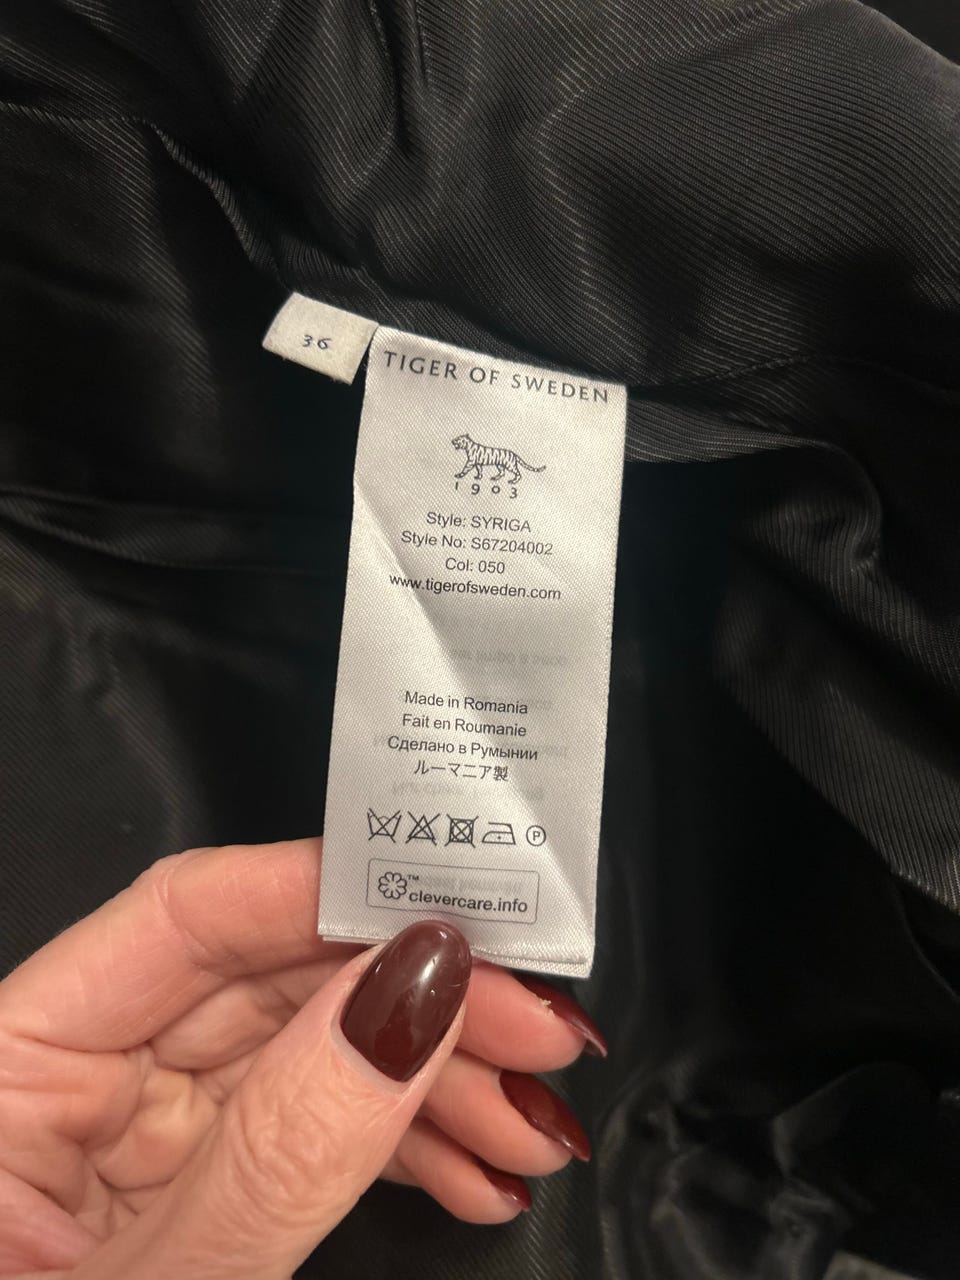 36
TIGER OF SWEDEN
1903
Style: SYRIGA
Style No: S67204002
Col: 050
www.tigerofsweden.com
Made in Romania
Fait en Roumanie
Сделано в Румынии
ルーマニア製
P
™
clevercare.info